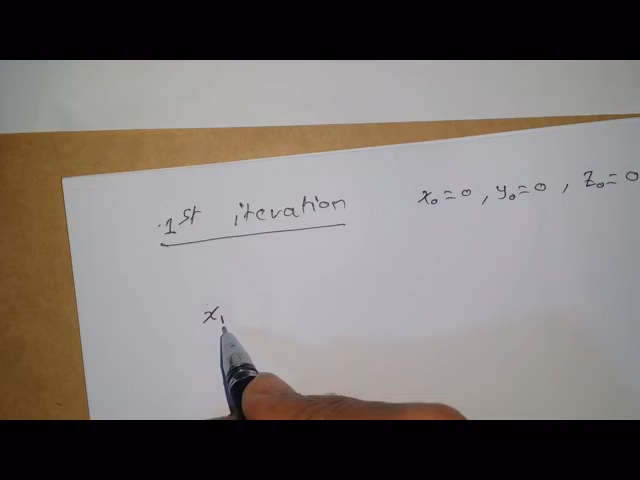 1st iteration
x₀=0, y₀=0, z₀=0
x₁